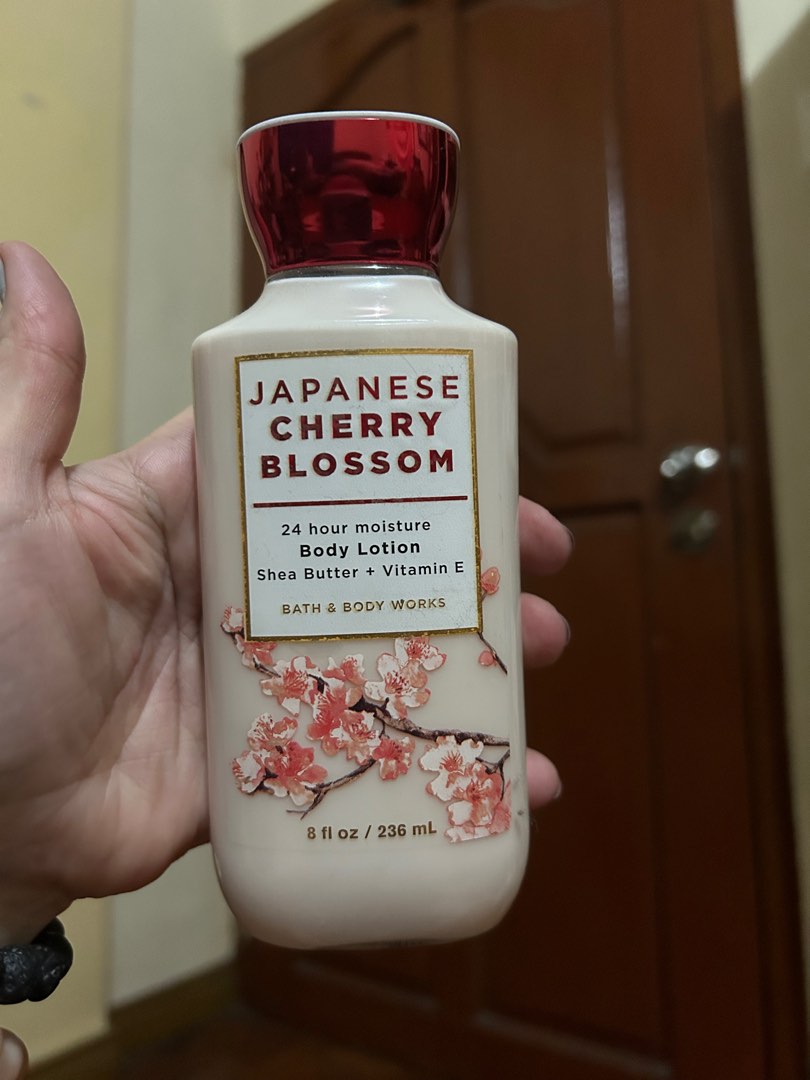 JAPANESE
CHERRY
BLOSSOM
24 hour moisture
Body Lotion
Shea Butter + Vitamin E
BATH & BODY WORKS
8 fl oz / 236 mL